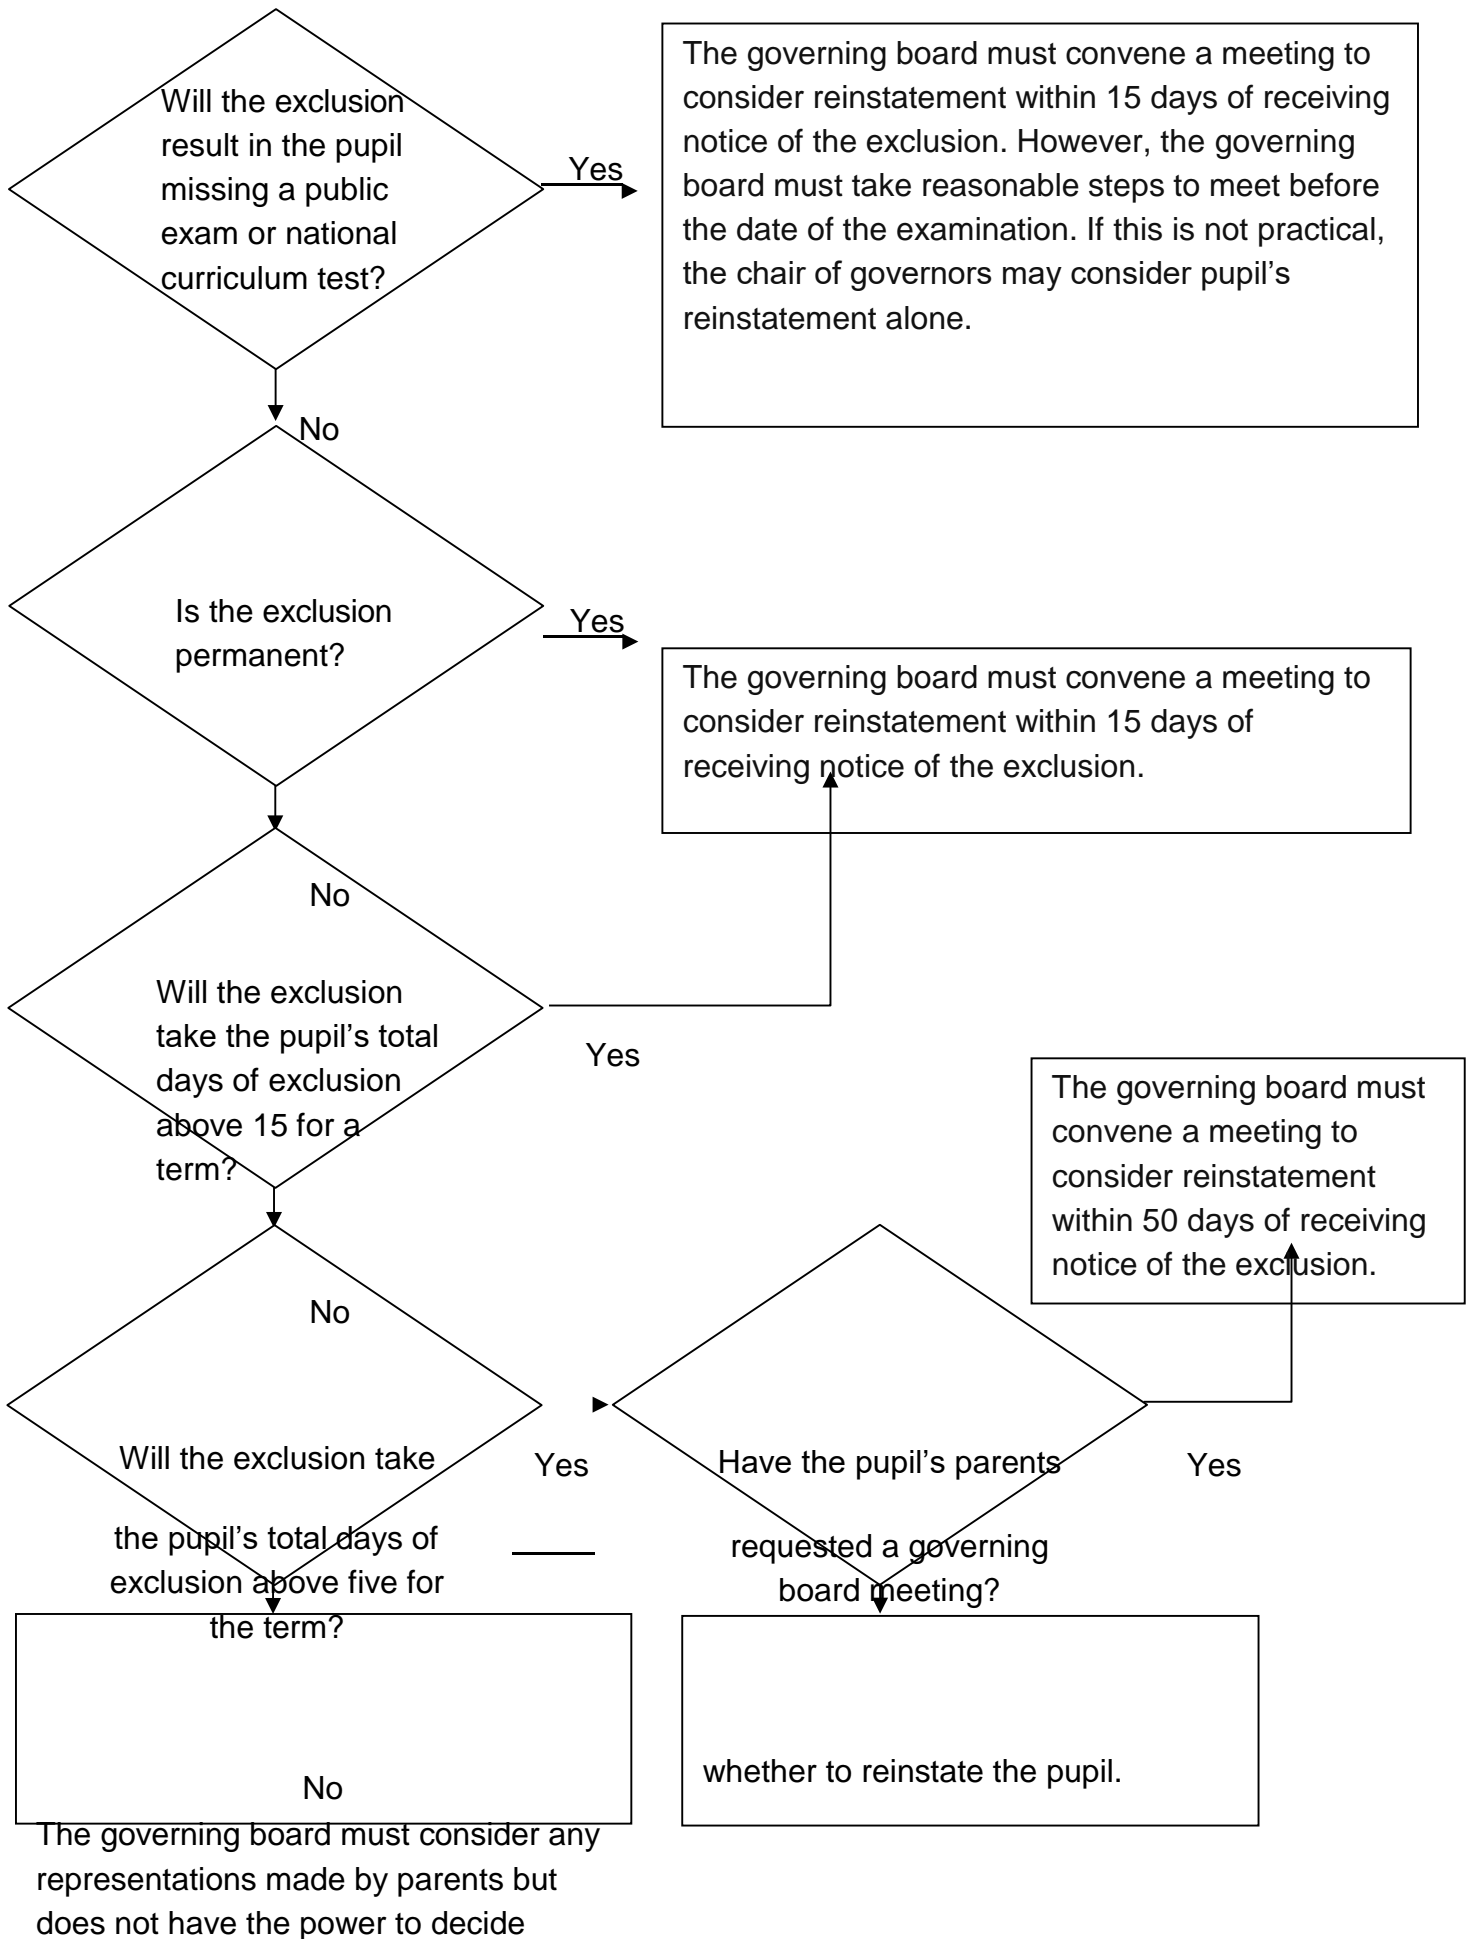 Will the exclusion
result in the pupil
missing a public
exam or national
curriculum test?
Yes
The governing board must convene a meeting to
consider reinstatement within 15 days of receiving
notice of the exclusion. However, the governing
board must take reasonable steps to meet before
the date of the examination. If this is not practical,
the chair of governors may consider pupil’s
reinstatement alone.
No
Is the exclusion
permanent?
Yes
The governing board must convene a meeting to
consider reinstatement within 15 days of
receiving notice of the exclusion.
No
Will the exclusion
take the pupil’s total
days of exclusion
above 15 for a
term?
Yes
The governing board must
convene a meeting to
consider reinstatement
within 50 days of receiving
notice of the exclusion.
No
Will the exclusion take
the pupil’s total days of
exclusion above five for
the term?
Yes
Have the pupil’s parents
requested a governing
board meeting?
Yes
No
The governing board must consider any
representations made by parents but
does not have the power to decide
whether to reinstate the pupil.